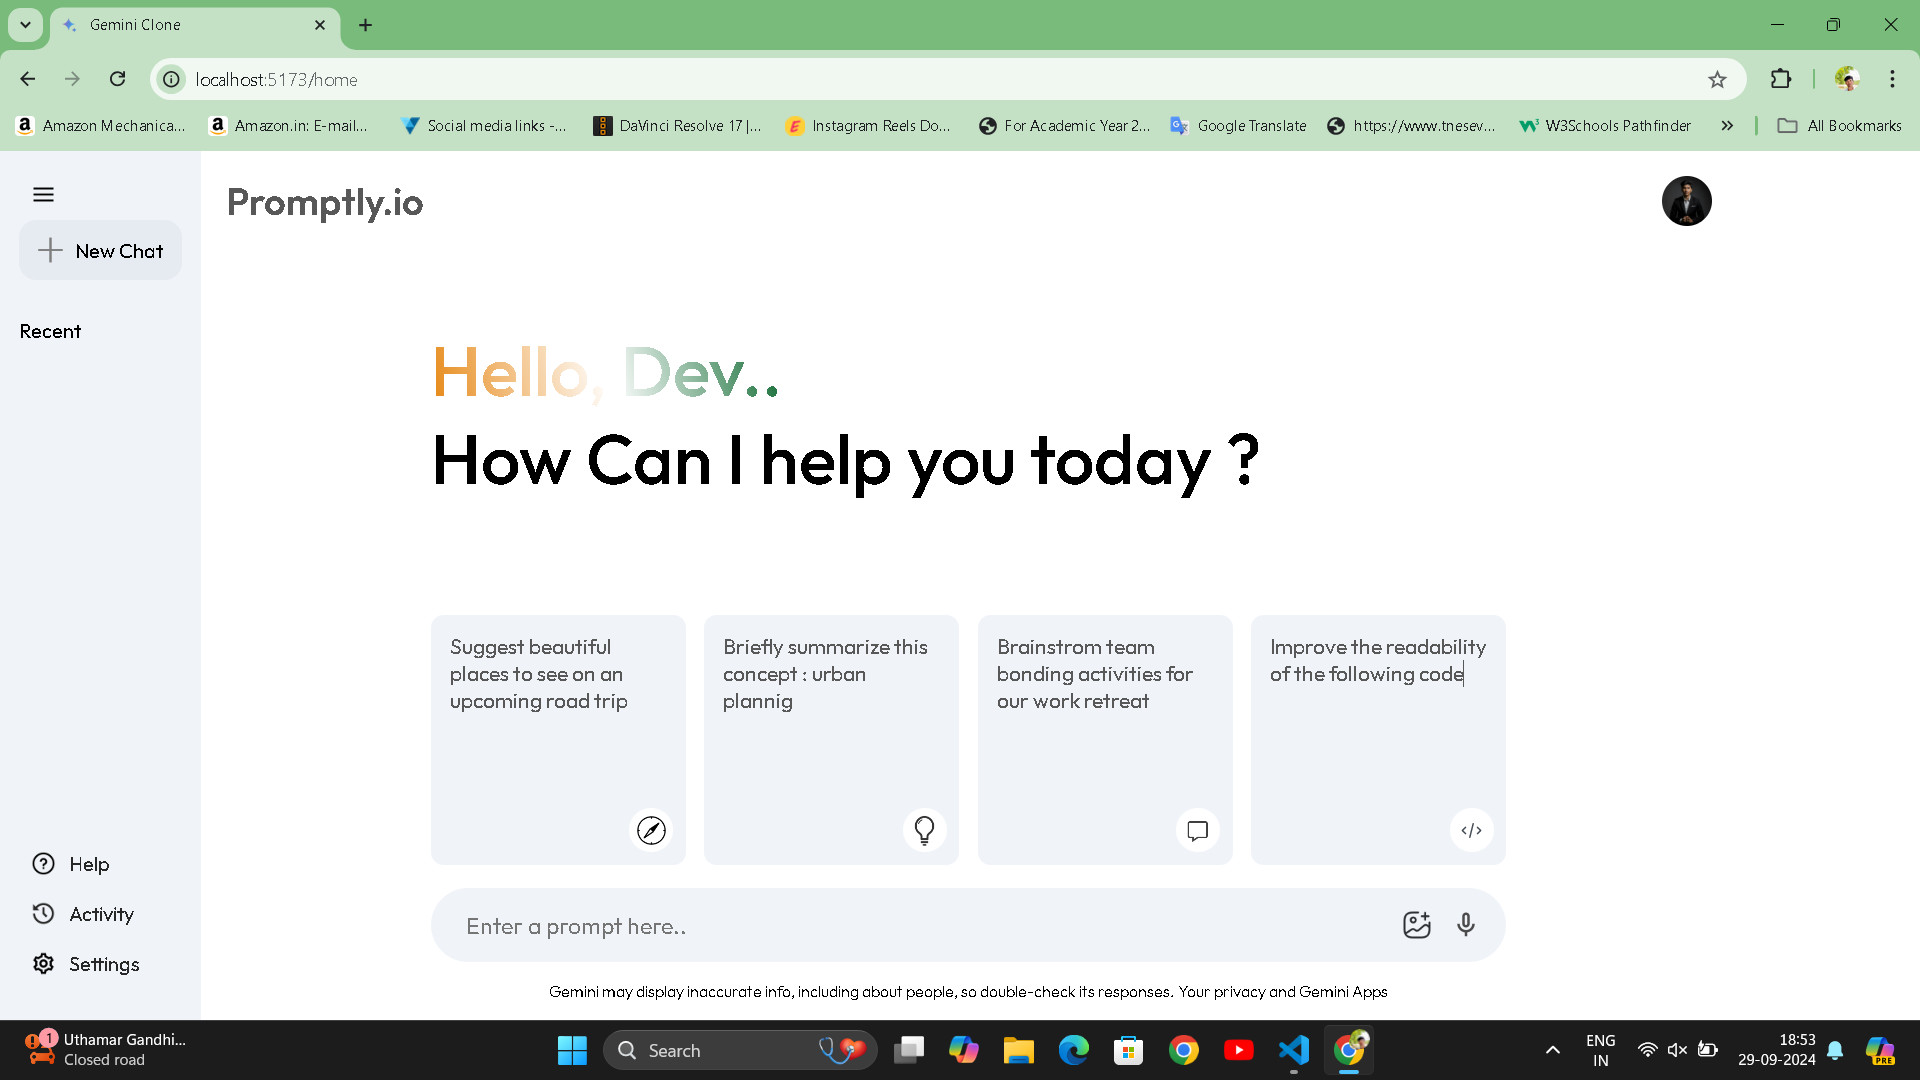 Gemini Clone
localhost:5173/home
Amazon Mechanica...
Amazon.in: E-mail...
Social media links -...
DaVinci Resolve 17 |...
Instagram Reels Do...
For Academic Year 2...
Google Translate
https://www.tnesev...
W3Schools Pathfinder
All Bookmarks
Promptly.io
New Chat
Recent
Hello, Dev..
How Can I help you today ?
Suggest beautiful
places to see on an
upcoming road trip
Briefly summarize this
concept : urban
plannig
Brainstrom team
bonding activities for
our work retreat
Improve the readability
of the following code
Help
Activity
Settings
Enter a prompt here..
Gemini may display inaccurate info, including about people, so double-check its responses. Your privacy and Gemini Apps
1
Uthamar Gandhi...
Closed road
Search
ENG
IN
18:53
29-09-2024
PRE